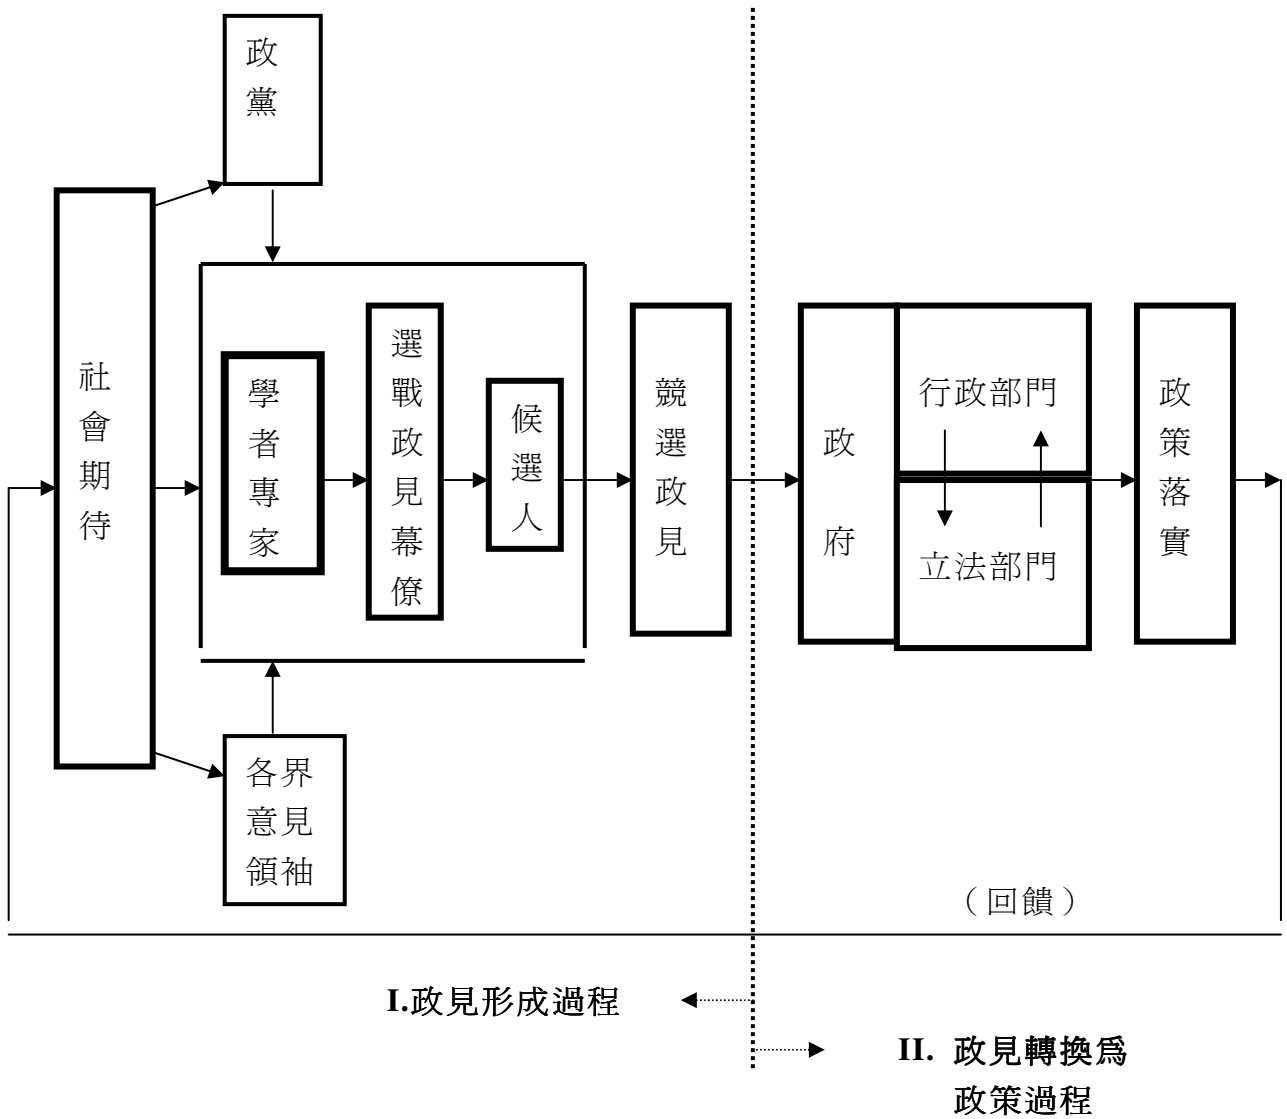 政黨
社會期待
學者專家
選戰政見幕僚
候選人
競選政見
政府
行政部門
立法部門
政策落實
各界
意見
領袖
（回饋）
I.政見形成過程
II. 政見轉換為
政策過程